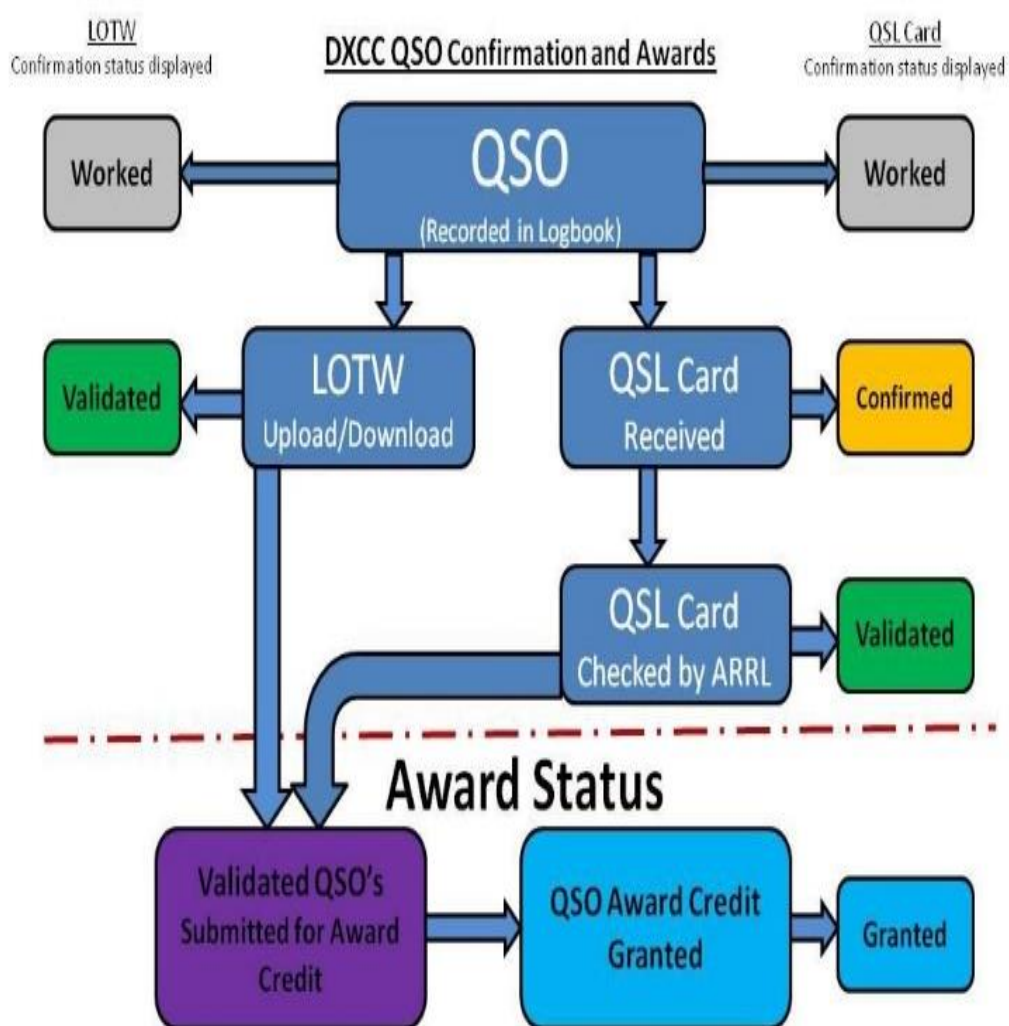 LOTW
Confirmation status displayed
DXCC QSO Confirmation and Awards
QSL Card
Confirmation status displayed
Worked
QSO
(Recorded in Logbook)
Worked
Validated
LOTW
Upload/Download
QSL Card
Received
Confirmed
QSL Card
Checked by ARRL
Validated
Award Status
Validated QSO's
Submitted for Award
Credit
QSO Award Credit
Granted
Granted